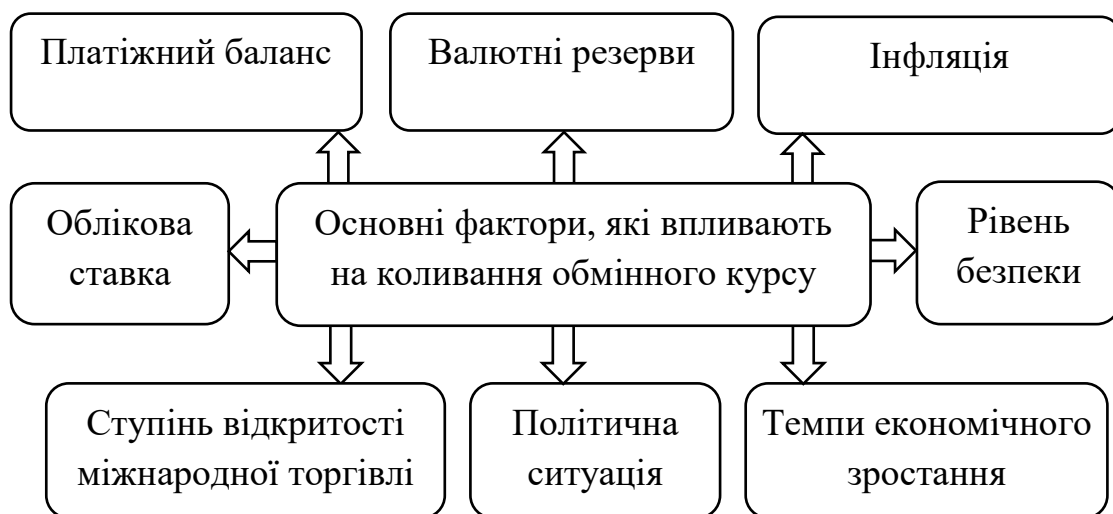 Платіжний баланс
Валютні резерви
Інфляція
Облікова
ставка
Основні фактори, які впливають
на коливання обмінного курсу
Рівень
безпеки
Ступінь відкритості
міжнародної торгівлі
Політична
ситуація
Темпи економічного
зростання